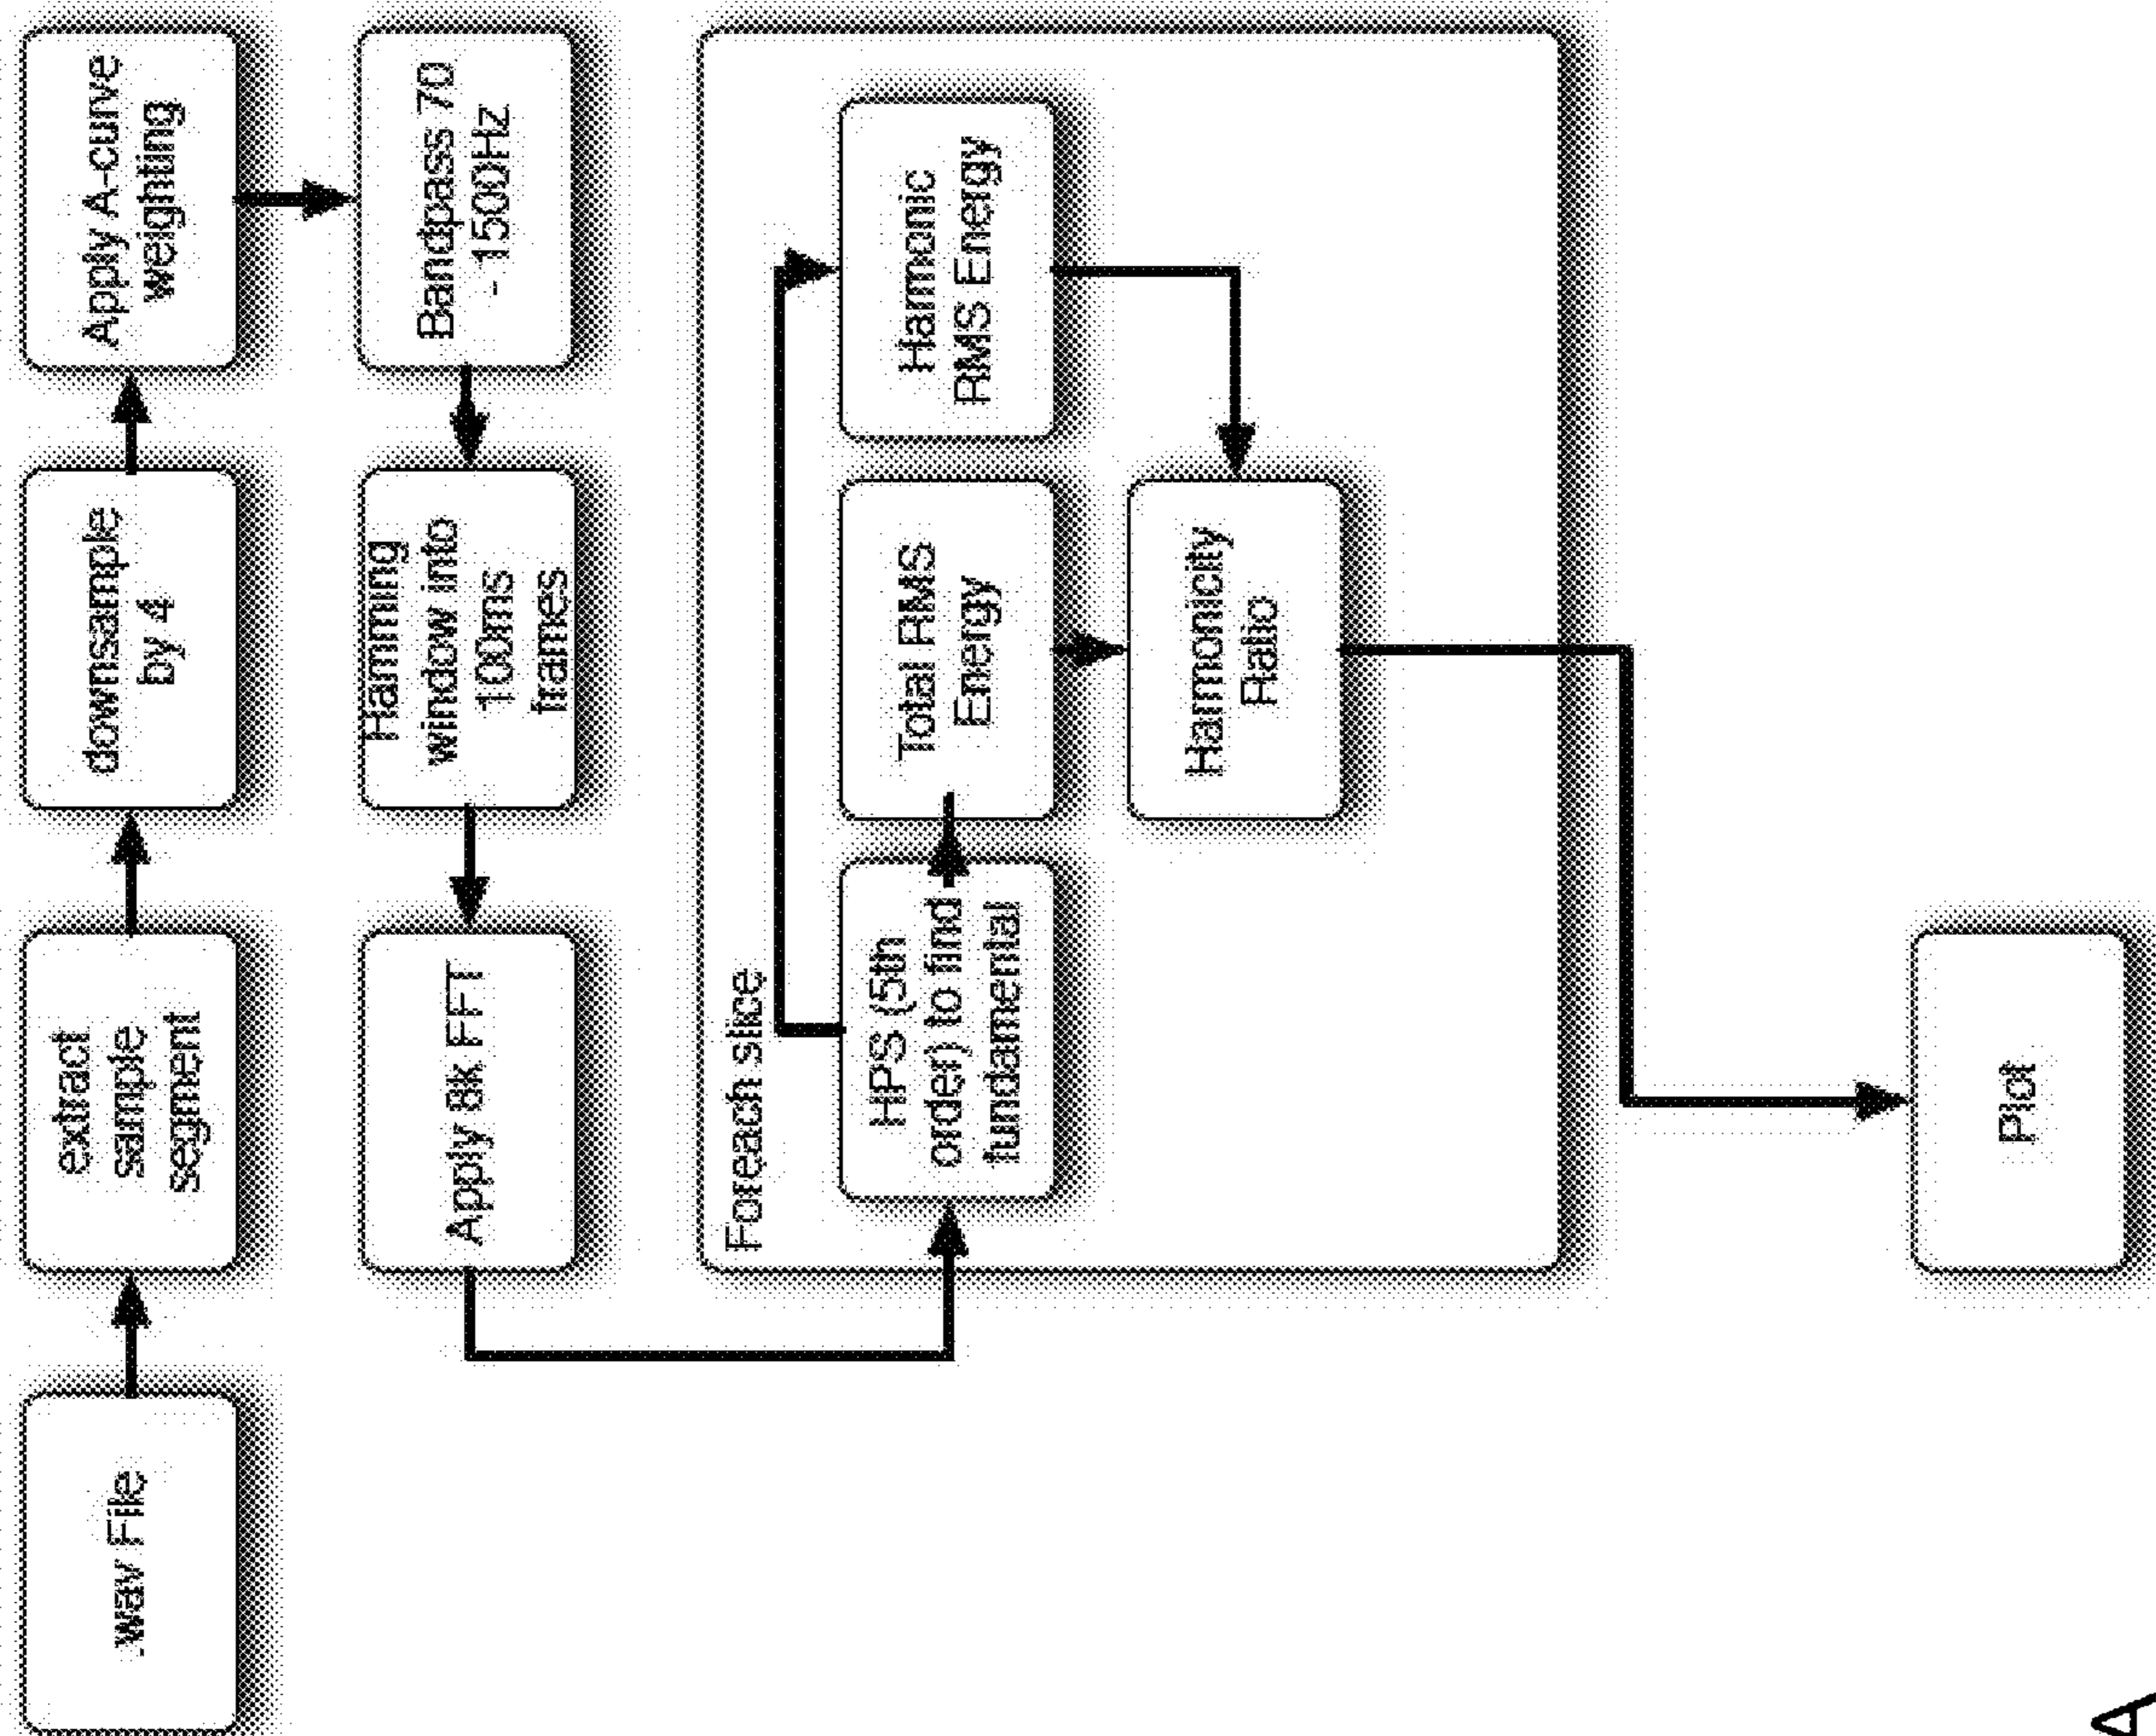 .wav File
extract
sample
segment
downsample
by 4
Apply A-curve
weighting
Bandpass 70
- 1500Hz
Hamming
window into
100ms
frames
Apply 8k FFT
Foreach slice
HPS (5th
order) to find
fundamental
Total RMS
Energy
Harmonic
RMS Energy
Harmonicity
Ratio
Plot
A